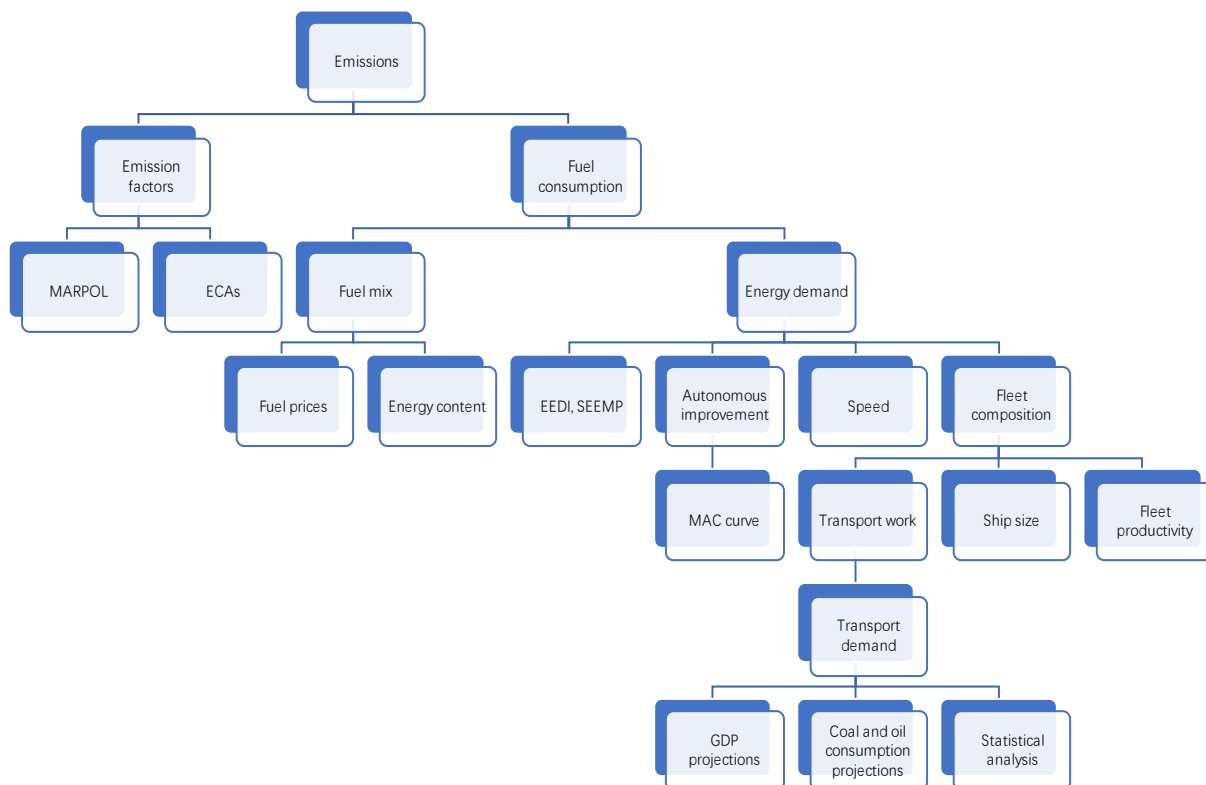 Emissions
Emission
factors
Fuel
consumption
MARPOL
ECAs
Fuel mix
Energy demand
Fuel prices
Energy content
EEDI, SEEMP
Autonomous
improvement
Speed
Fleet
composition
MAC curve
Transport work
Ship size
Fleet
productivity
Transport
demand
GDP
projections
Coal and oil
consumption
projections
Statistical
analysis